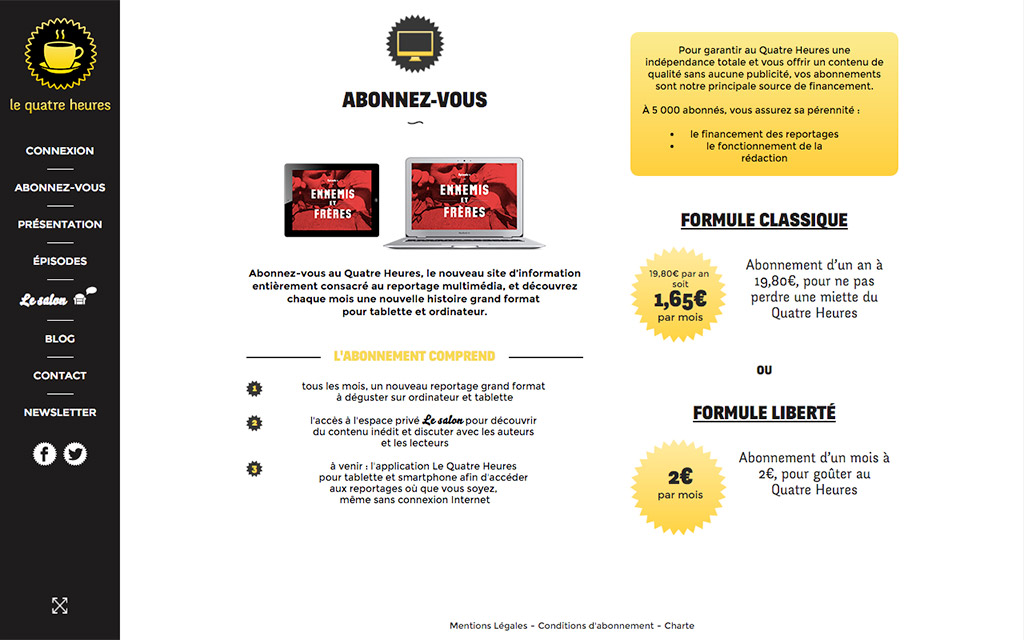 le quatre heures
CONNEXION
ABONNEZ-VOUS
PRÉSENTATION
ÉPISODES
Le salon
BLOG
CONTACT
NEWSLETTER
ABONNEZ-VOUS
ENNEMIS
ET
FRÈRES
ENNEMIS
ET
FRÈRES
Abonnez-vous au Quatre Heures, le nouveau site d'information
entièrement consacré au reportage multimédia, et découvrez
chaque mois une nouvelle histoire grand format
pour tablette et ordinateur.
L'ABONNEMENT COMPREND
1
tous les mois, un nouveau reportage grand format
à déguster sur ordinateur et tablette
2
l'accès à l'espace privé Le salon pour découvrir
du contenu inédit et discuter avec les auteurs
et les lecteurs
3
à venir : l'application Le Quatre Heures
pour tablette et smartphone afin d'accéder
aux reportages où que vous soyez,
même sans connexion Internet
Pour garantir au Quatre Heures une
indépendance totale et vous offrir un contenu de
qualité sans aucune publicité, vos abonnements
sont notre principale source de financement.
À 5 000 abonnés, vous assurez sa pérennité :
• le financement des reportages
• le fonctionnement de la
rédaction
FORMULE CLASSIQUE
19,80€ par an
soit
1,65€
par mois
Abonnement d'un an à
19,80€, pour ne pas
perdre une miette du
Quatre Heures
OU
FORMULE LIBERTÉ
2€
par mois
Abonnement d'un mois à
2€, pour goûter au
Quatre Heures
Mentions Légales - Conditions d'abonnement - Charte